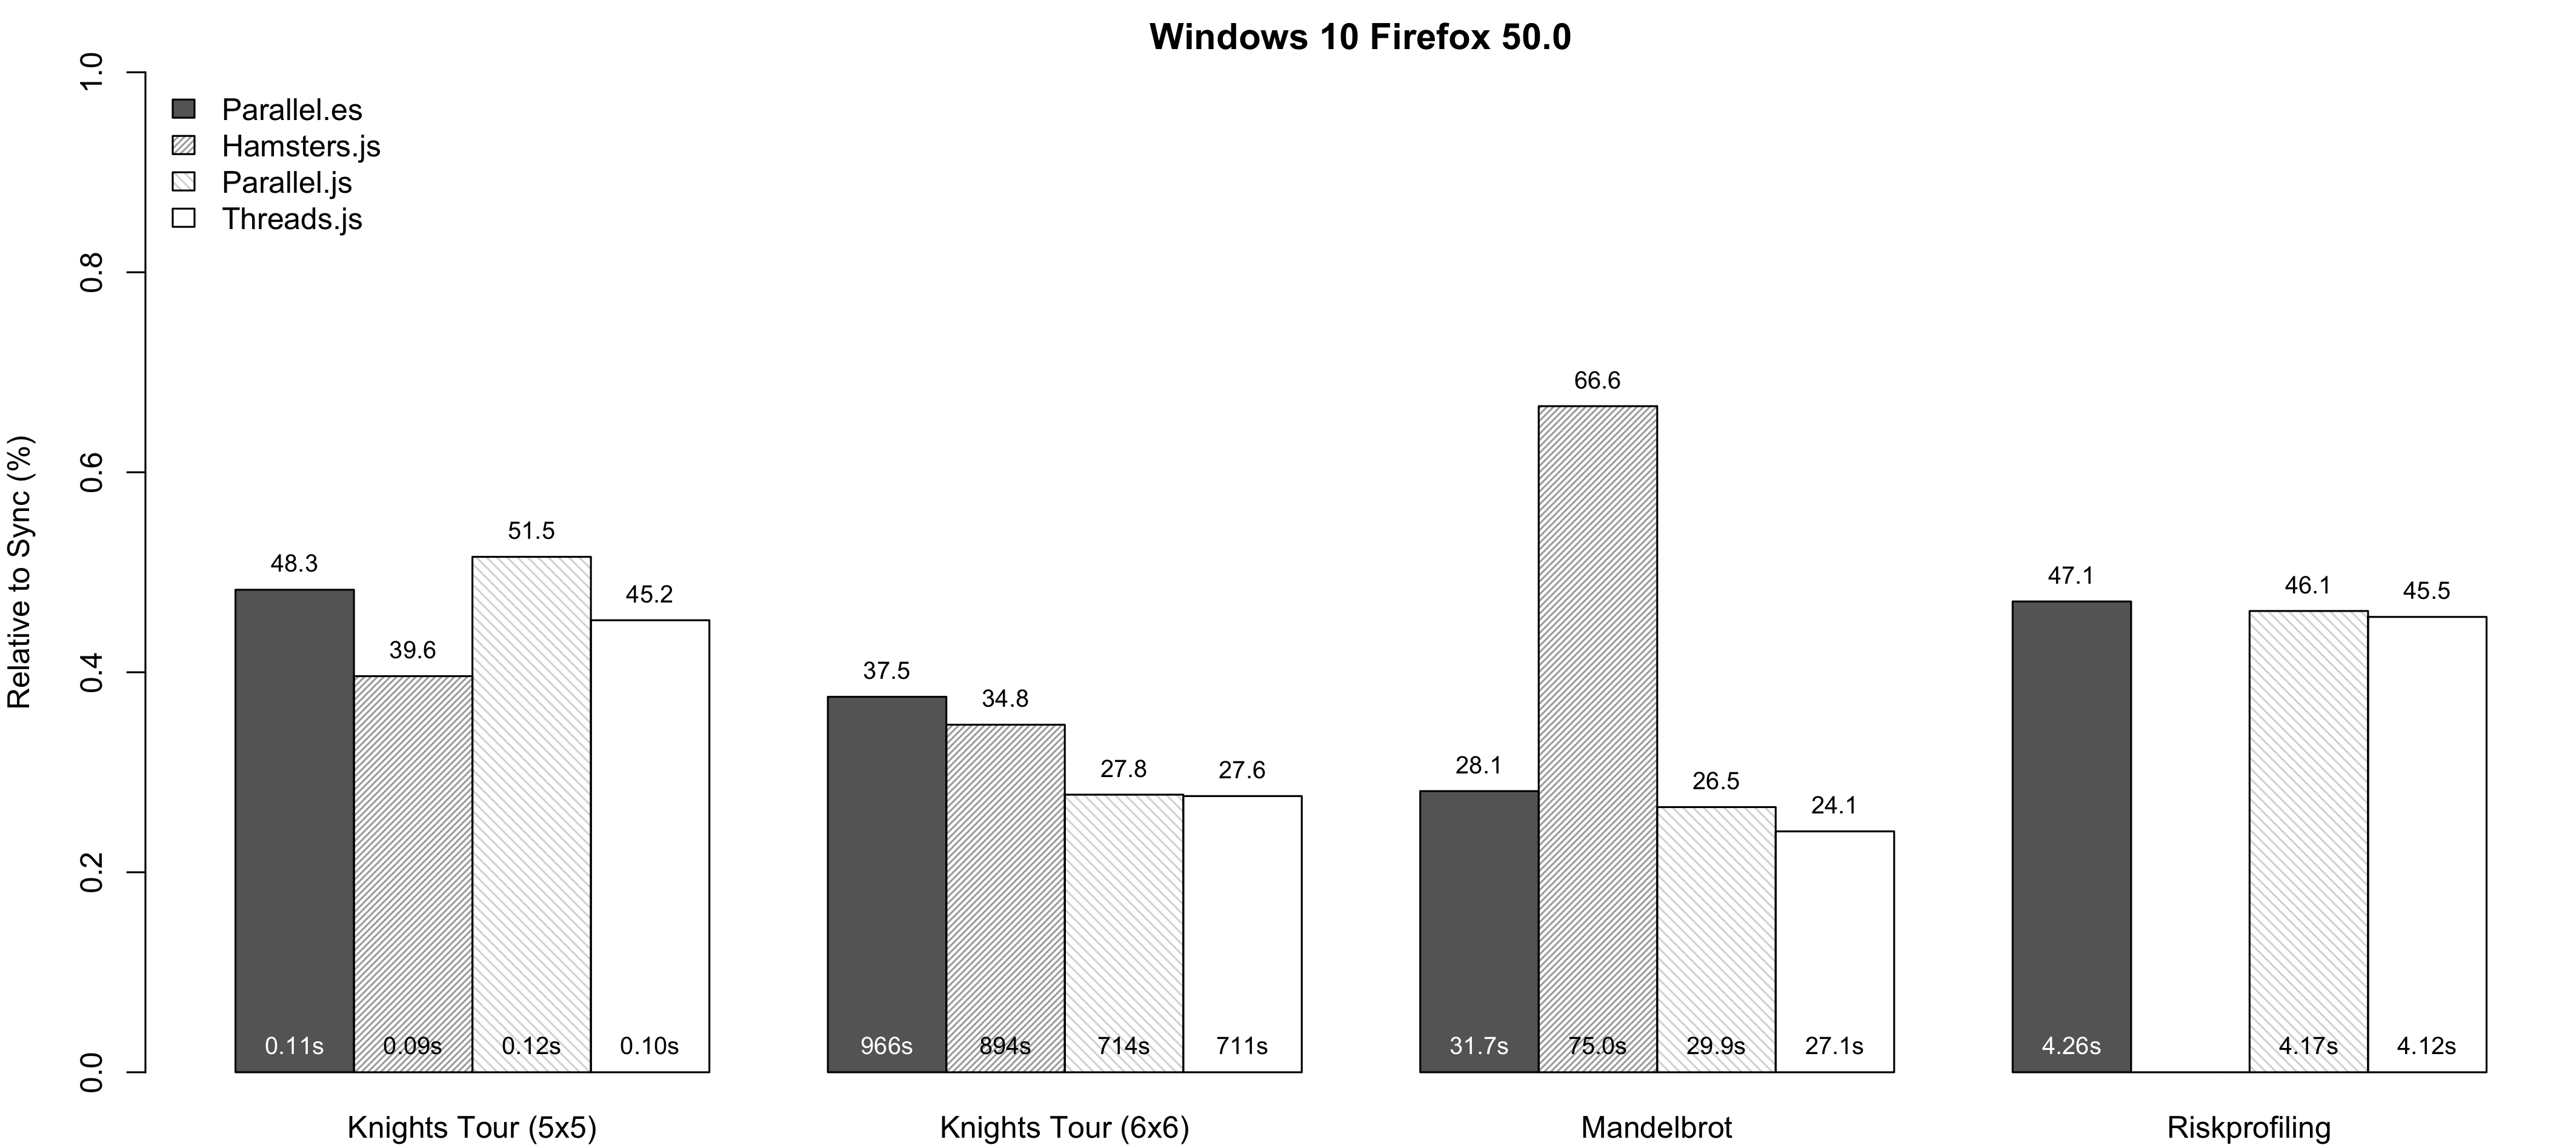 Windows 10 Firefox 50.0
Relative to Sync (%)
1.0
0.8
0.6
0.4
0.2
0.0
Parallel.es
Hamsters.js
Parallel.js
Threads.js
48.3
39.6
51.5
45.2
0.11s
0.09s
0.12s
0.10s
Knights Tour (5x5)
37.5
34.8
27.8
27.6
966s
894s
714s
711s
Knights Tour (6x6)
28.1
66.6
26.5
24.1
31.7s
75.0s
29.9s
27.1s
Mandelbrot
47.1
46.1
45.5
4.26s
4.17s
4.12s
Riskprofiling